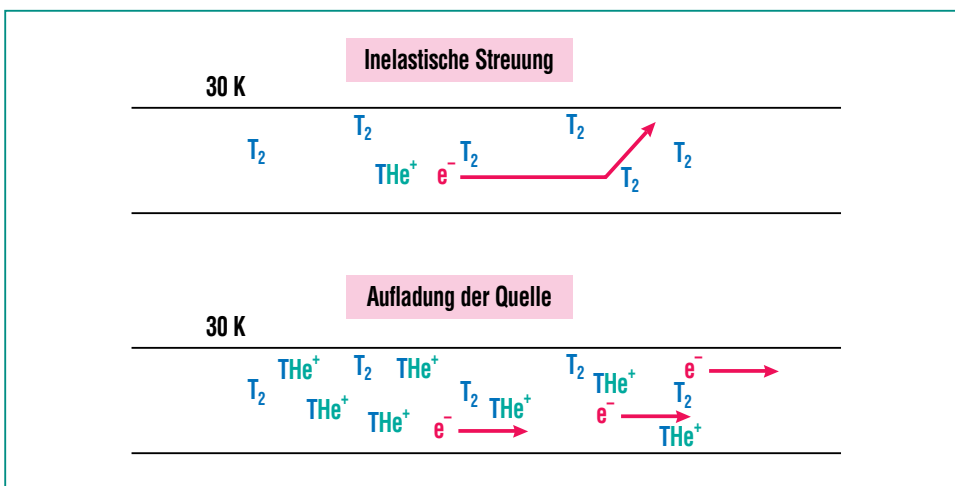 Inelastische Streuung
30 K
T₂ T₂
T₂ T₂ T₂
THe⁺ e⁻ T₂
Aufladung der Quelle
30 K
THe⁺ T₂ THe⁺ T₂ e⁻
T₂ T₂ THe⁺ T₂
THe⁺ THe⁺ e⁻ THe⁺ e⁻
THe⁺